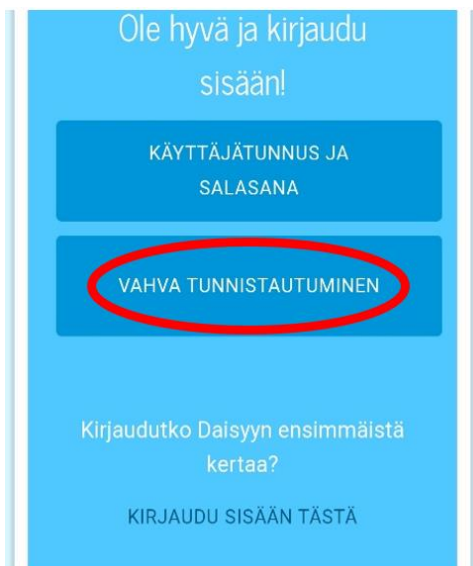 Ole hyvä ja kirjaudu
sisään!
KÄYTTÄJÄTUNNUS JA
SALASANA
VAHVA TUNNISTAUTUMINEN
Kirjaudutko Daisyyn ensimmäistä
kertaa?
KIRJAUDU SISÄÄN TÄSTÄ